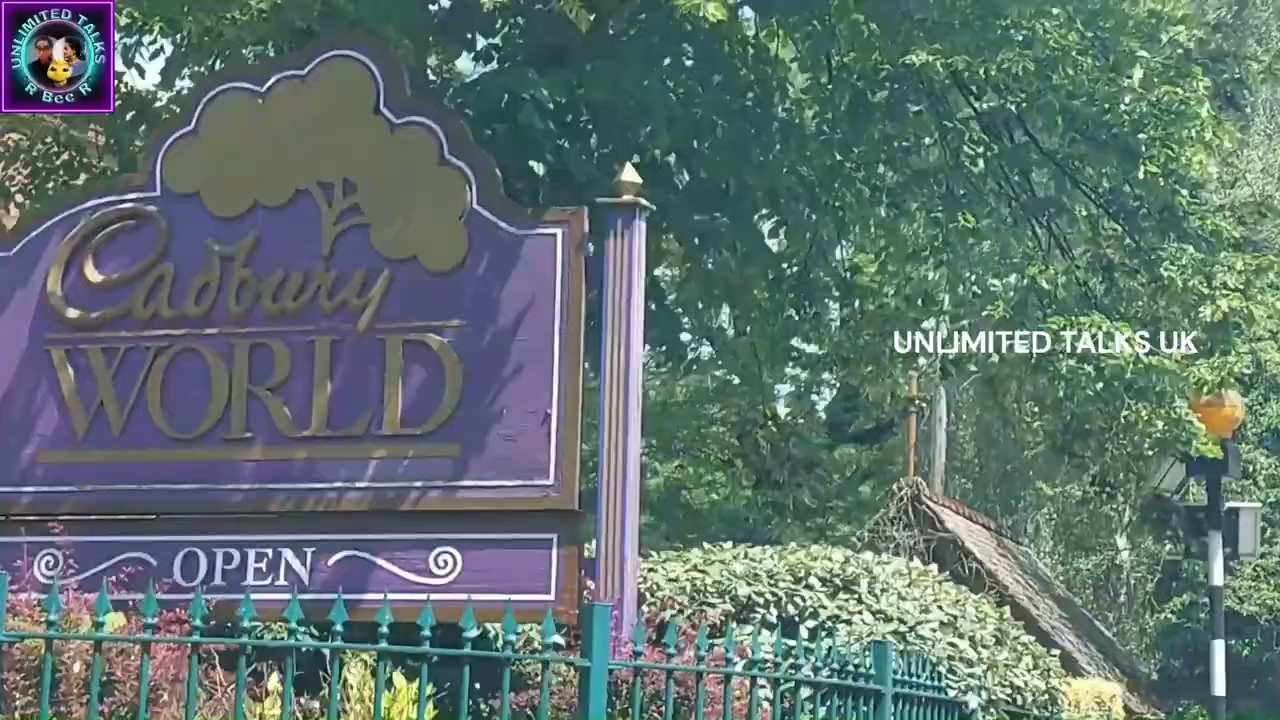 UNLIMITED TALKS
R Bee R
Cadbury
WORLD
UNLIMITED TALKS UK
OPEN